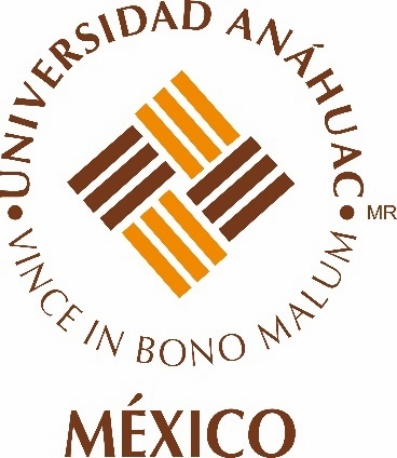 • UNIVERSIDAD ANÁHUAC •
MR
VINCE IN BONO MALUM
MÉXICO